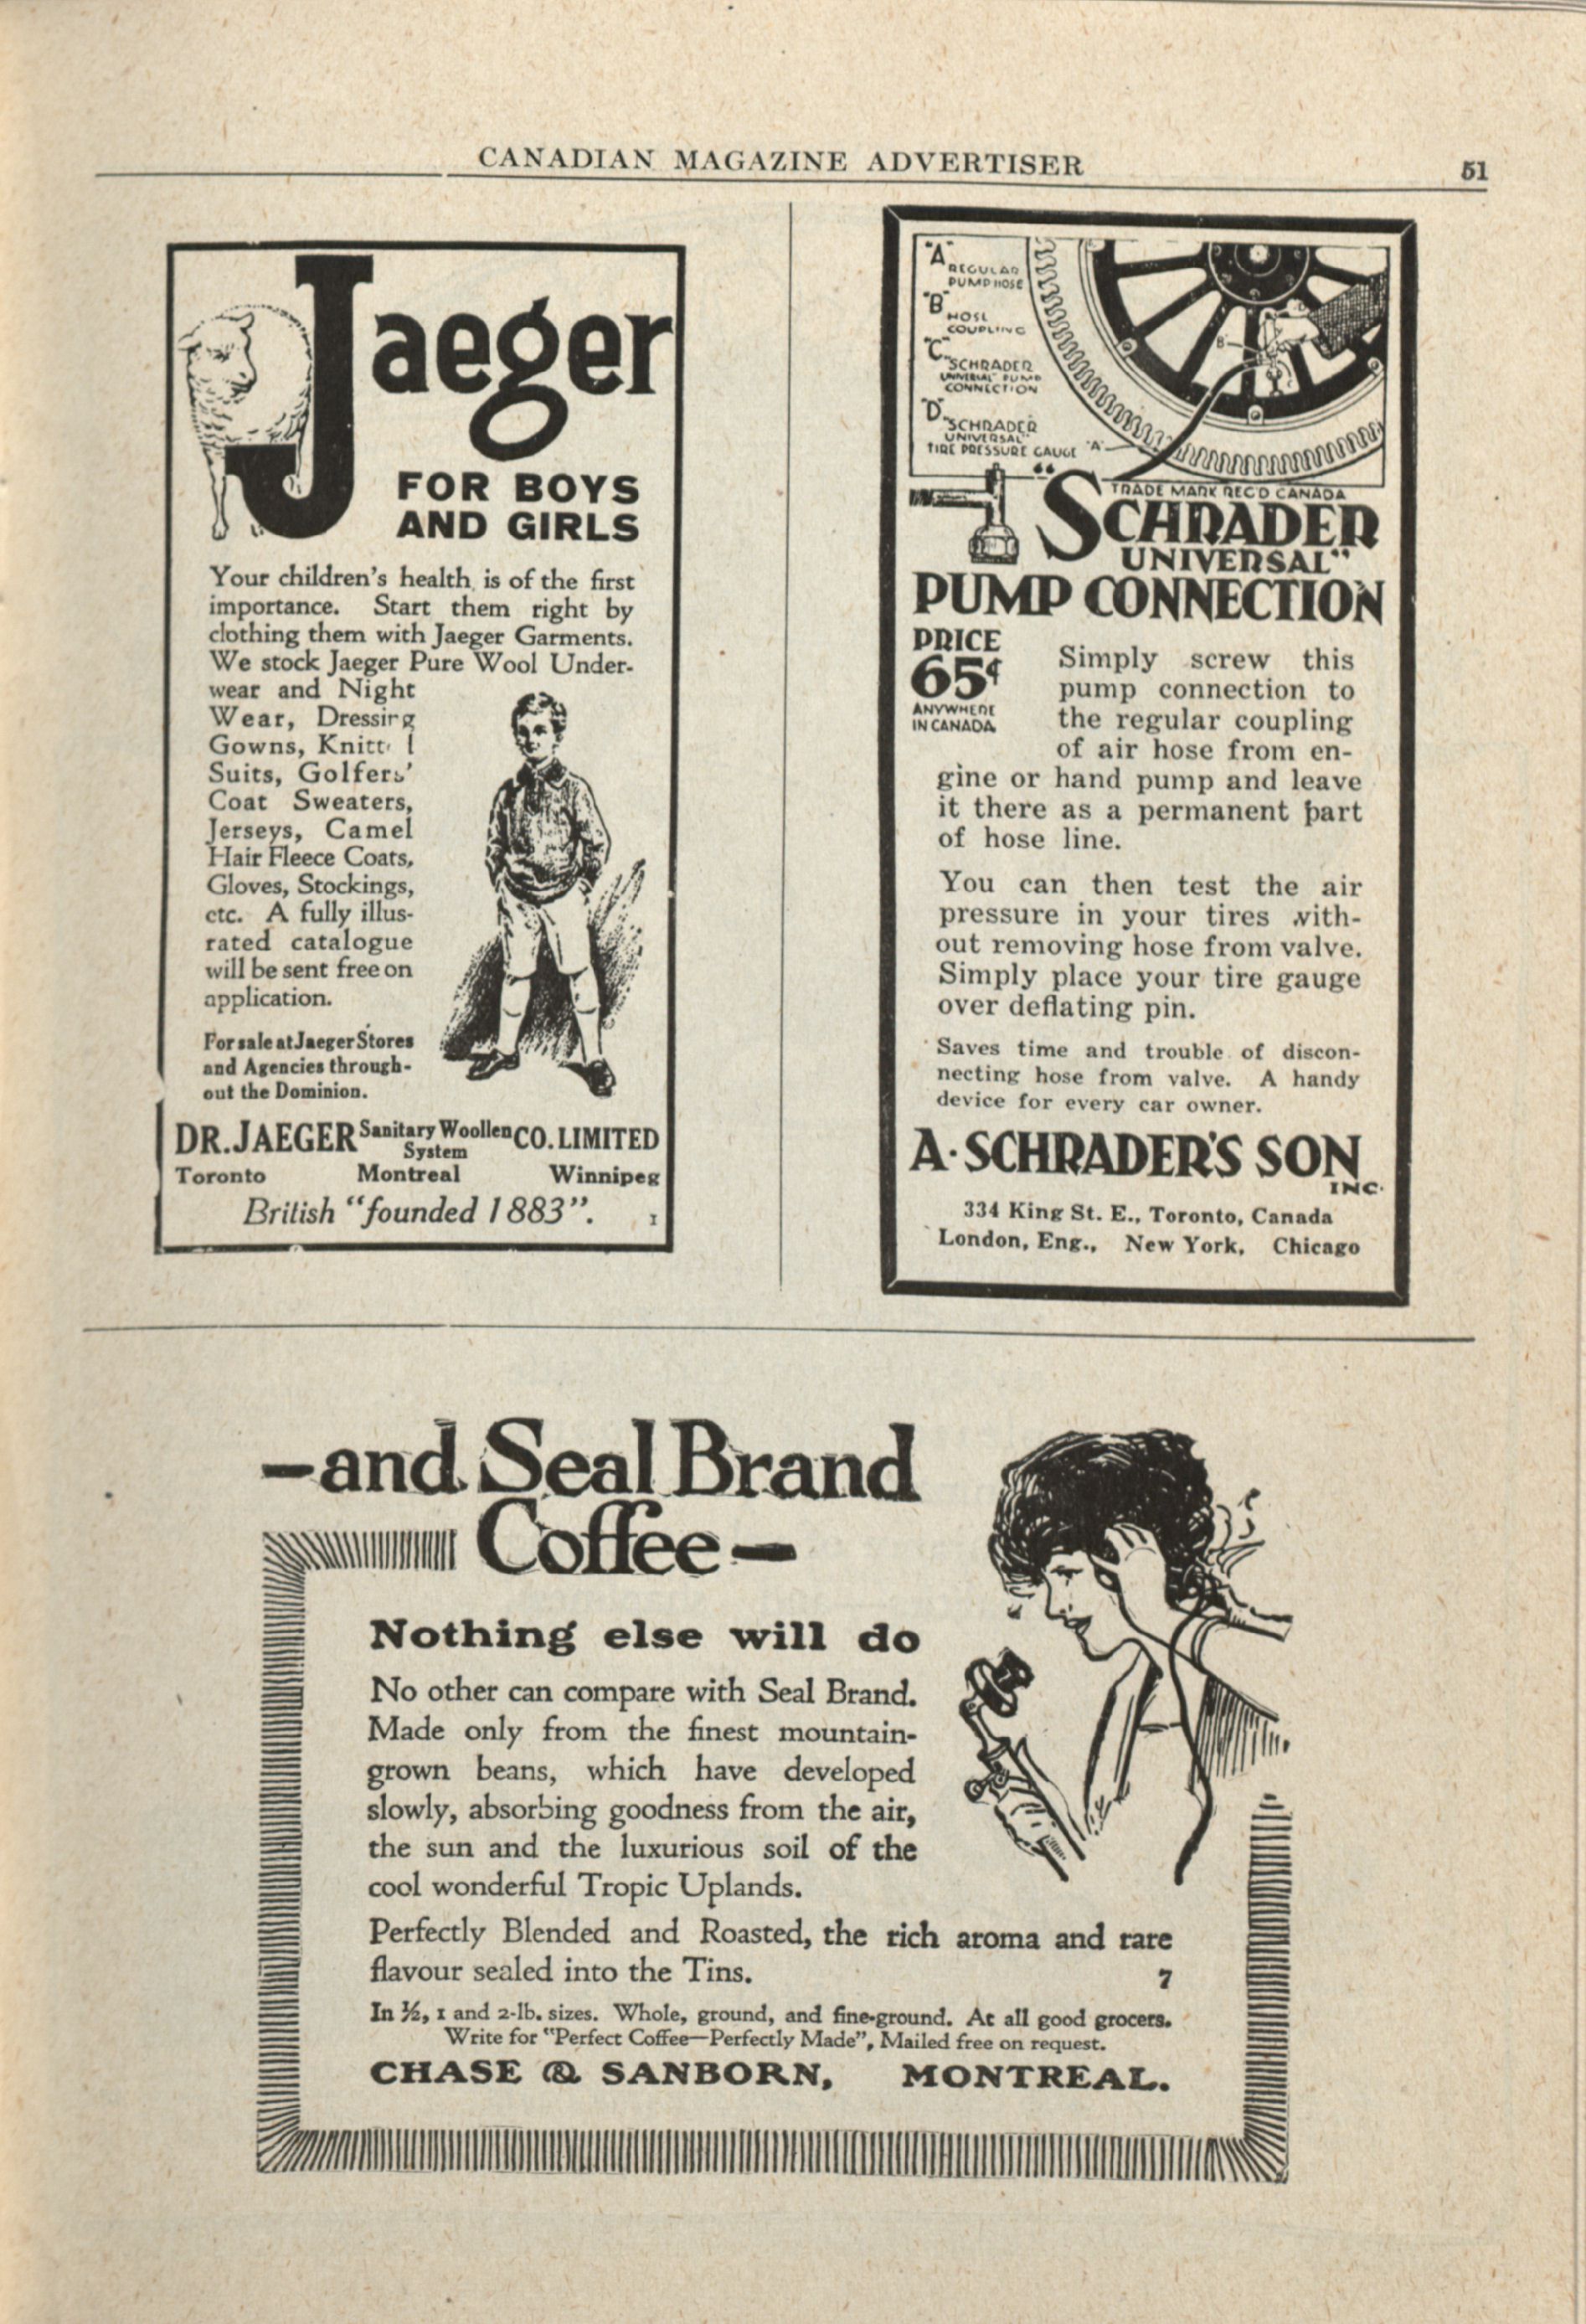 CANADIAN MAGAZINE ADVERTISER
51
Jaeger
FOR BOYS
AND GIRLS
Your children's health is of the first
importance. Start them right by
clothing them with Jaeger Garments.
We stock Jaeger Pure Wool Under-
wear and Night
Wear, Dressing
Gowns, Knitt l
Suits, Golfers'
Coat Sweaters,
Jerseys, Camel
Hair Fleece Coats,
Gloves, Stockings,
etc. A fully illus-
rated catalogue
will be sent free on
application.
For sale at Jaeger Stores
and Agencies through-
out the Dominion.
DR. JAEGER Sanitary Woollen System CO. LIMITED
Toronto Montreal Winnipeg
British "founded 1883". 1
"A" REGULAR
PUMP HOSE
"B" HOSE
COUPLING
"C" SCHRADER
UNIVERSAL" PUMP
CONNECTION
"D" SCHRADER
UNIVERSAL"
TIRE PRESSURE GAUGE "A"
B
TRADE MARK REG'D CANADA
"SCHRADER
UNIVERSAL"
PUMP CONNECTION
PRICE
65¢
ANYWHERE
IN CANADA
Simply screw this
pump connection to
the regular coupling
of air hose from en-
gine or hand pump and leave
it there as a permanent part
of hose line.
You can then test the air
pressure in your tires with-
out removing hose from valve.
Simply place your tire gauge
over deflating pin.
Saves time and trouble of discon-
necting hose from valve. A handy
device for every car owner.
A. SCHRADER'S SON INC.
334 King St. E., Toronto, Canada
London, Eng., New York, Chicago
—and Seal Brand
Coffee—
Nothing else will do
No other can compare with Seal Brand.
Made only from the finest mountain-
grown beans, which have developed
slowly, absorbing goodness from the air,
the sun and the luxurious soil of the
cool wonderful Tropic Uplands.
Perfectly Blended and Roasted, the rich aroma and rare
flavour sealed into the Tins. 7
In ½, 1 and 2-lb. sizes. Whole, ground, and fine-ground. At all good grocers.
Write for "Perfect Coffee—Perfectly Made", Mailed free on request.
CHASE & SANBORN, MONTREAL.